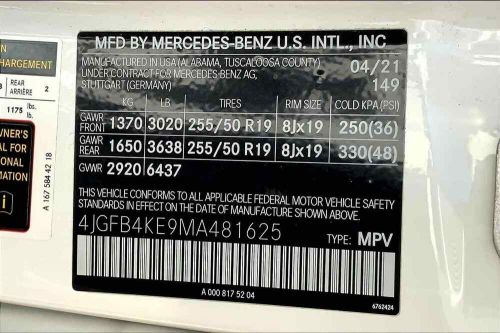 MFD BY MERCEDES-BENZ U.S. INTL., INC
MANUFACTURED IN USA (ALABAMA, TUSCALOOSA COUNTY) 04/21
UNDER CONTRACT FOR MERCEDES-BENZ AG, 149
STUTTGART (GERMANY)
KG LB TIRES RIM SIZE COLD KPA (PSI)
GAWR FRONT 1370 3020 255/50 R19 8Jx19 250(36)
GAWR REAR 1650 3638 255/50 R19 8Jx19 330(48)
GVWR 2920 6437
THIS VEHICLE CONFORMS TO ALL APPLICABLE FEDERAL MOTOR VEHICLE SAFETY
STANDARDS IN EFFECT ON THE DATE OF MANUFACTURE SHOWN ABOVE.
4JGFB4KE9MA481625 TYPE: MPV
A 000 817 52 04
6762424
CHARGEMENT
REAR
ARRIÈRE 2
1175 lbs.
lb.
A 167 584 42 18